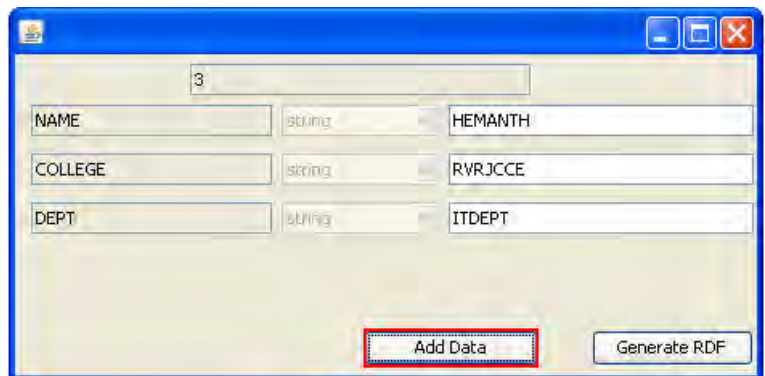 3
NAME string HEMANTH
COLLEGE string RVRJCCE
DEPT string ITDEPT
Add Data Generate RDF